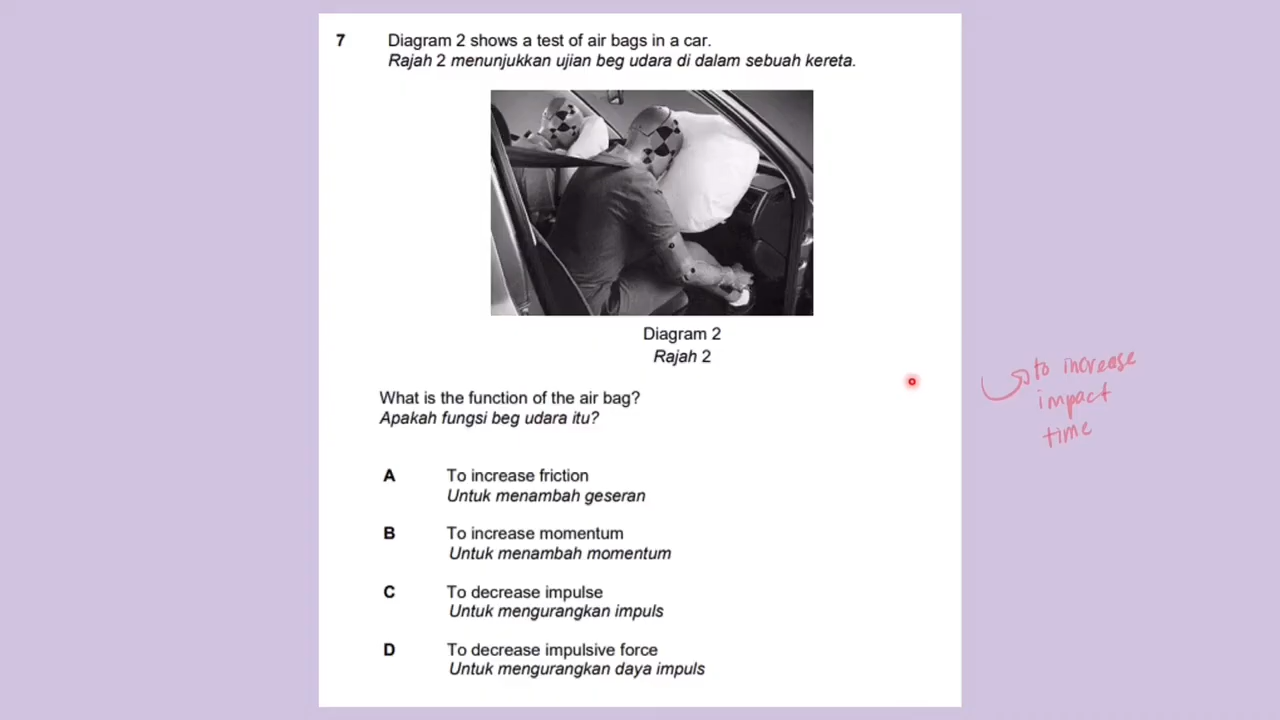 7 Diagram 2 shows a test of air bags in a car.
Rajah 2 menunjukkan ujian beg udara di dalam sebuah kereta.
Diagram 2
Rajah 2
What is the function of the air bag?
Apakah fungsi beg udara itu?
A To increase friction
Untuk menambah geseran
B To increase momentum
Untuk menambah momentum
C To decrease impulse
Untuk mengurangkan impuls
D To decrease impulsive force
Untuk mengurangkan daya impuls
to increase
impact
time